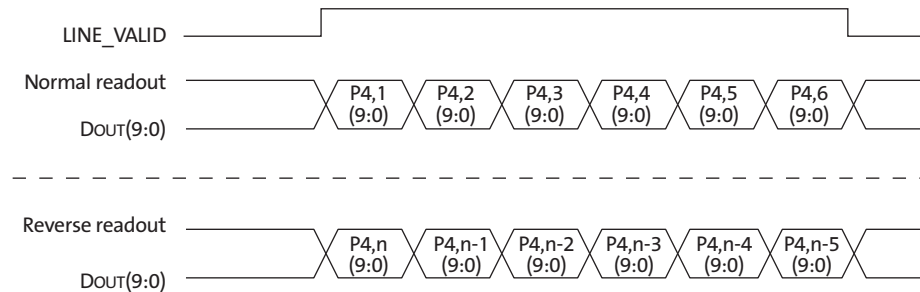 LINE_VALID
Normal readout
P4,1 P4,2 P4,3 P4,4 P4,5 P4,6
(9:0) (9:0) (9:0) (9:0) (9:0) (9:0)
DOUT(9:0)
Reverse readout
P4,n P4,n-1 P4,n-2 P4,n-3 P4,n-4 P4,n-5
(9:0) (9:0) (9:0) (9:0) (9:0) (9:0)
DOUT(9:0)